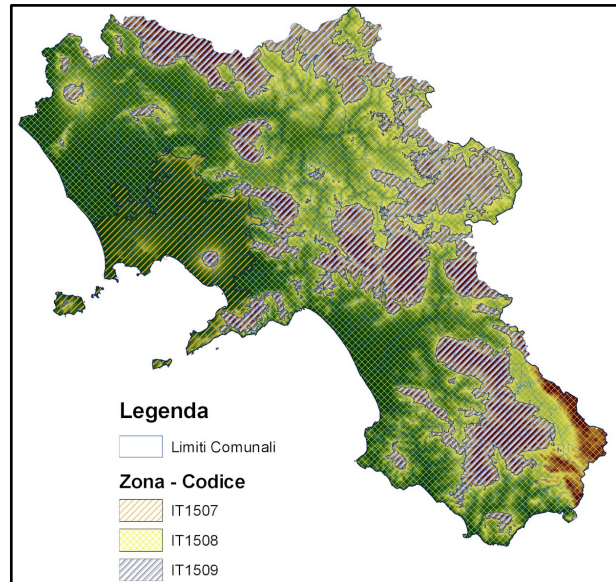 Legenda
Limiti Comunali
Zona - Codice
IT1507
IT1508
IT1509